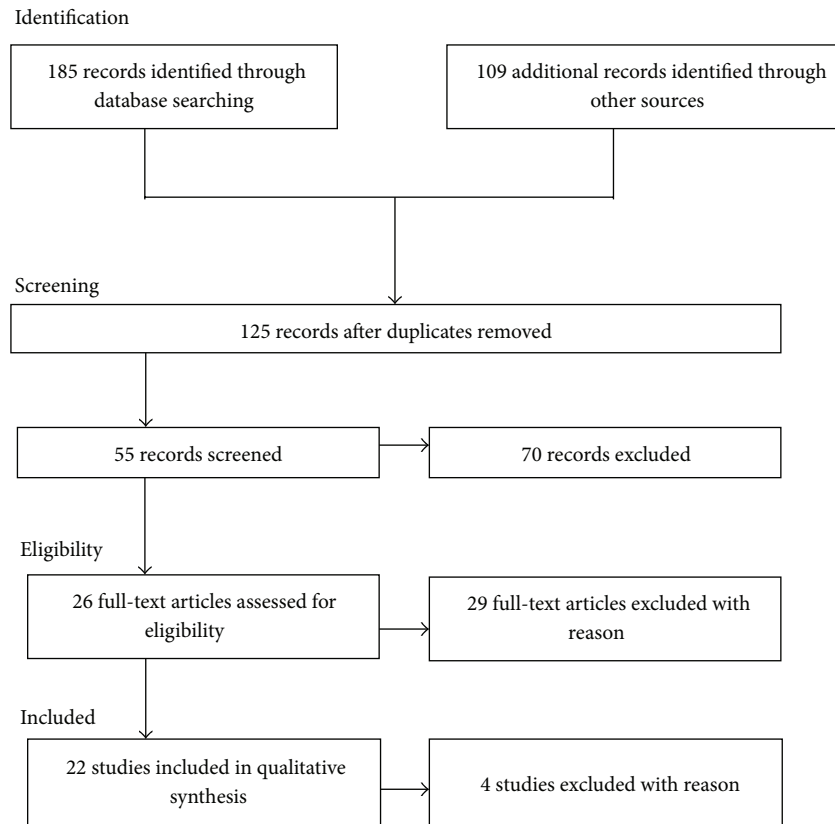 Identification
185 records identified through
database searching
109 additional records identified through
other sources
Screening
125 records after duplicates removed
55 records screened
70 records excluded
Eligibility
26 full-text articles assessed for
eligibility
29 full-text articles excluded with
reason
Included
22 studies included in qualitative
synthesis
4 studies excluded with reason